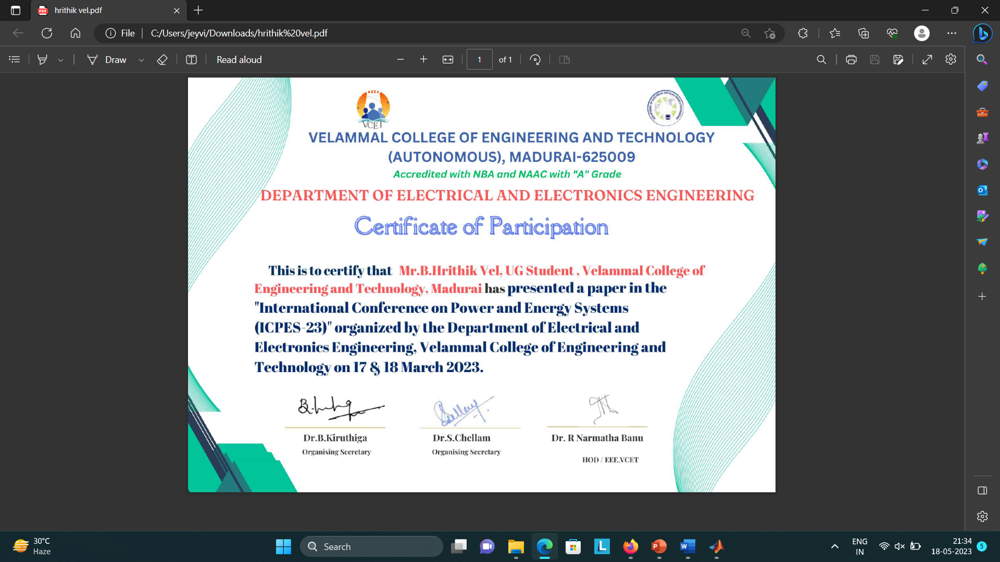 hrithik vel.pdf
File
C:/Users/jeyvi/Downloads/hrithik%20vel.pdf
Draw
Read aloud
1 of 1
VCET
DEPARTMENT OF ELECTRICAL AND ELECTRONICS ENGINEERING
VELAMMAL COLLEGE OF ENGINEERING AND TECHNOLOGY
(AUTONOMOUS), MADURAI-625009
Accredited with NBA and NAAC with "A" Grade
DEPARTMENT OF ELECTRICAL AND ELECTRONICS ENGINEERING
Certificate of Participation
This is to certify that Mr.B.Hrithik Vel, UG Student , Velammal College of
Engineering and Technology, Madurai has presented a paper in the
"International Conference on Power and Energy Systems
(ICPES-23)" organized by the Department of Electrical and
Electronics Engineering, Velammal College of Engineering and
Technology on 17 & 18 March 2023.
Dr.B.Kiruthiga
Organising Secretary
Dr.S.Chellam
Organising Secretary
Dr. R Narmatha Banu
HOD / EEE,VCET
30°C
Haze
Search
ENG
IN
21:34
18-05-2023
5